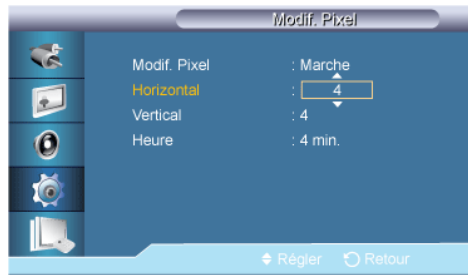 Modif. Pixel
Modif. Pixel : Marche
Horizontal : 4
Vertical : 4
Heure : 4 min.
Régler Retour